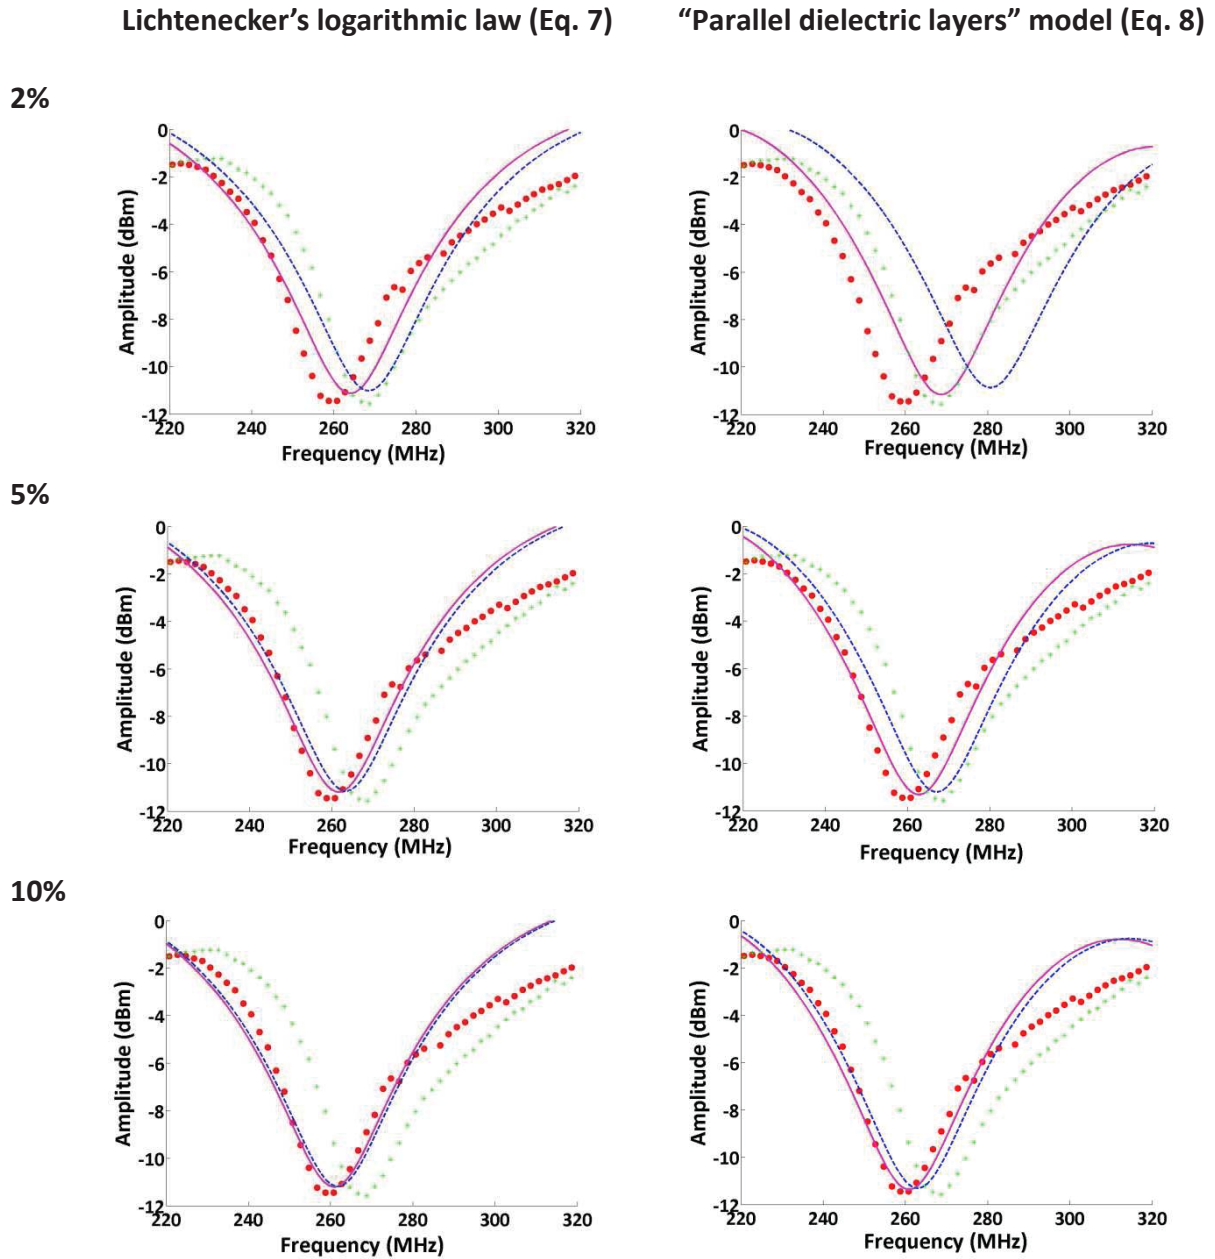 Lichtenecker’s logarithmic law (Eq. 7) “Parallel dielectric layers” model (Eq. 8)
2%
0
-2
-4
-6
-8
-10
-12
220 240 260 280 300 320
Amplitude (dBm)
Frequency (MHz)
0
-2
-4
-6
-8
-10
-12
220 240 260 280 300 320
Amplitude (dBm)
Frequency (MHz)
5%
0
-2
-4
-6
-8
-10
-12
220 240 260 280 300 320
Amplitude (dBm)
Frequency (MHz)
0
-2
-4
-6
-8
-10
-12
220 240 260 280 300 320
Amplitude (dBm)
Frequency (MHz)
10%
0
-2
-4
-6
-8
-10
-12
220 240 260 280 300 320
Amplitude (dBm)
Frequency (MHz)
0
-2
-4
-6
-8
-10
-12
220 240 260 280 300 320
Amplitude (dBm)
Frequency (MHz)